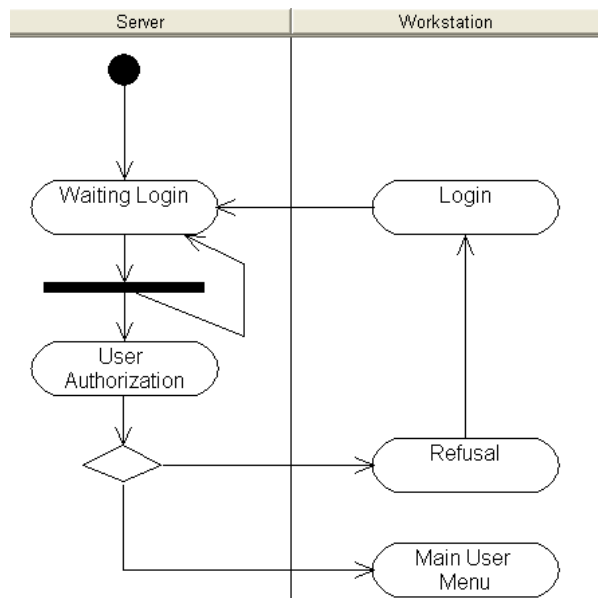 Server
Workstation
Waiting Login
Login
User
Authorization
Refusal
Main User
Menu